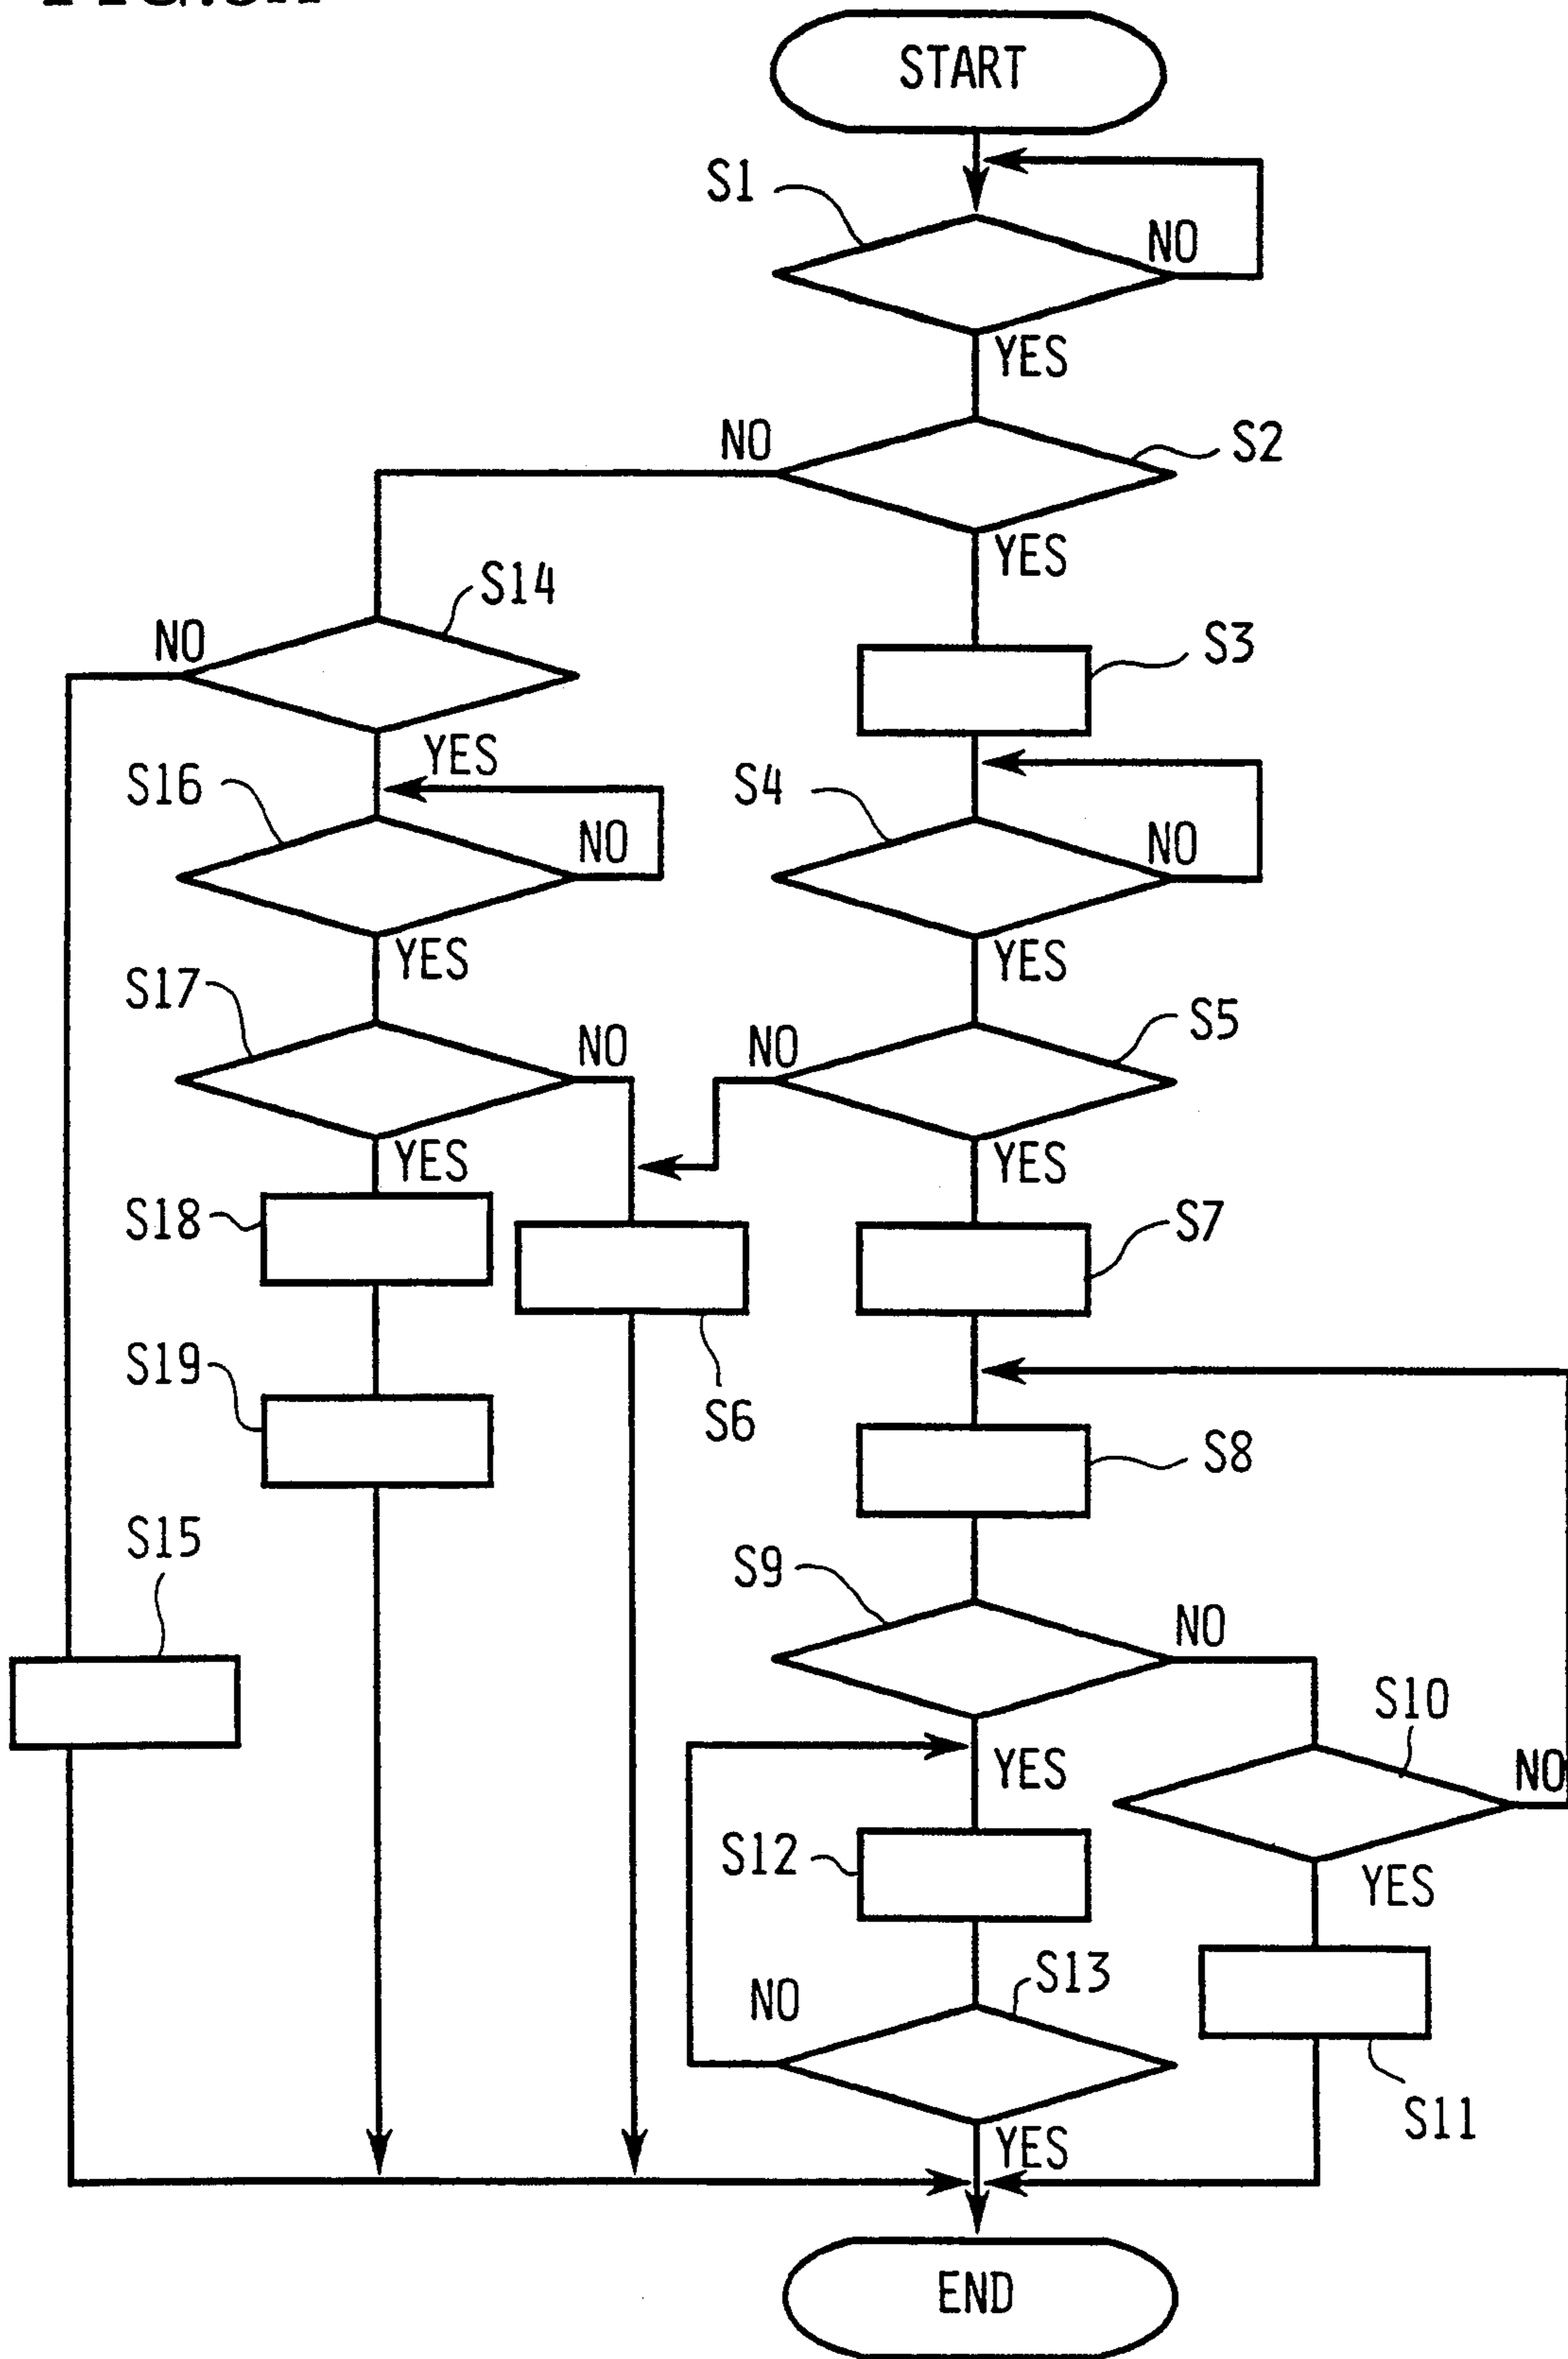 START
S1
NO
YES
NO
S2
YES
S14
NO
S3
YES
S16
S4
NO
NO
YES
YES
S17
S5
NO
NO
YES
YES
S18
S7
S19
S6
S8
S15
S9
NO
S10
YES
NO
S12
YES
S13
NO
S11
YES
END